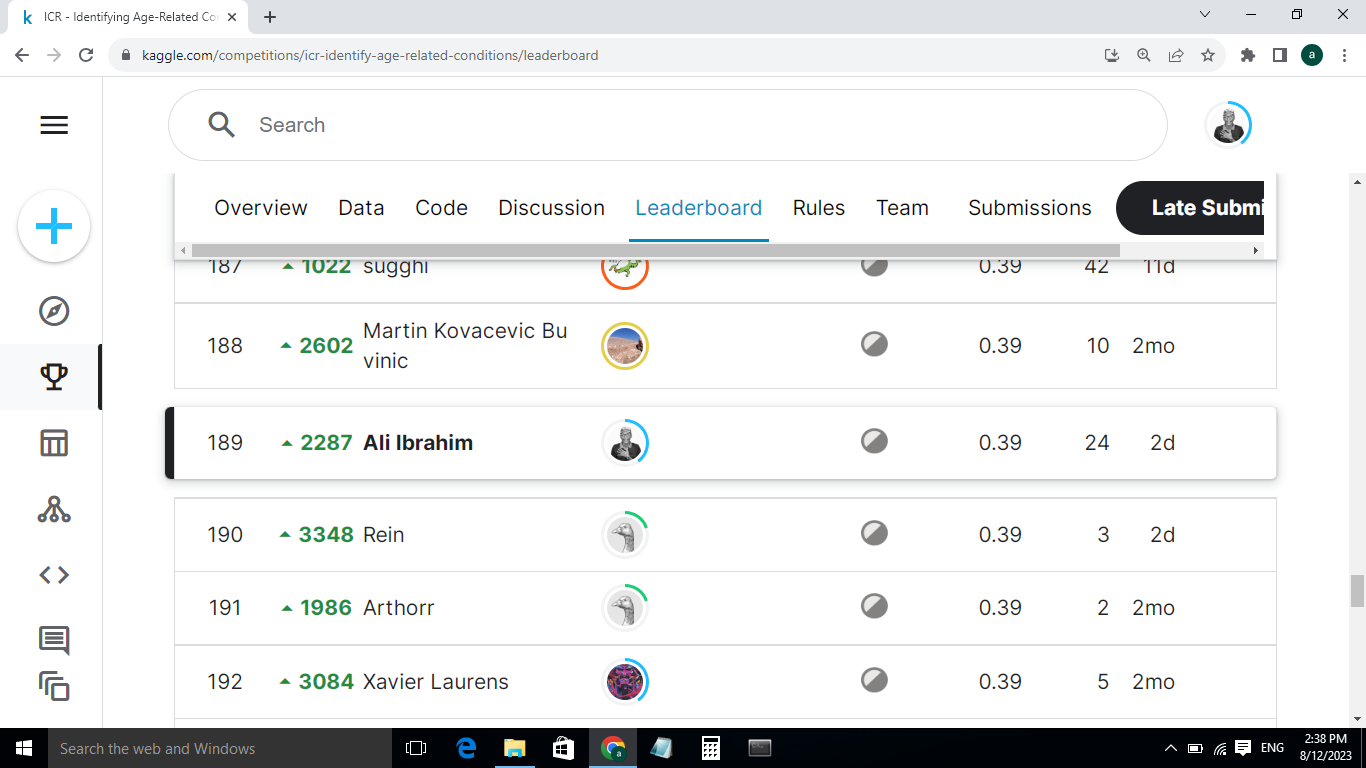 ICR - Identifying Age-Related Co
kaggle.com/competitions/icr-identify-age-related-conditions/leaderboard
a
Search
Overview Data Code Discussion Leaderboard Rules Team Submissions Late Submi
187 1022 sugghi 0.39 42 11d
188 2602 Martin Kovacevic Bu
vinic 0.39 10 2mo
189 2287 Ali Ibrahim 0.39 24 2d
190 3348 Rein 0.39 3 2d
191 1986 Arthorr 0.39 2 2mo
192 3084 Xavier Laurens 0.39 5 2mo
Search the web and Windows
ENG
2:38 PM
8/12/2023